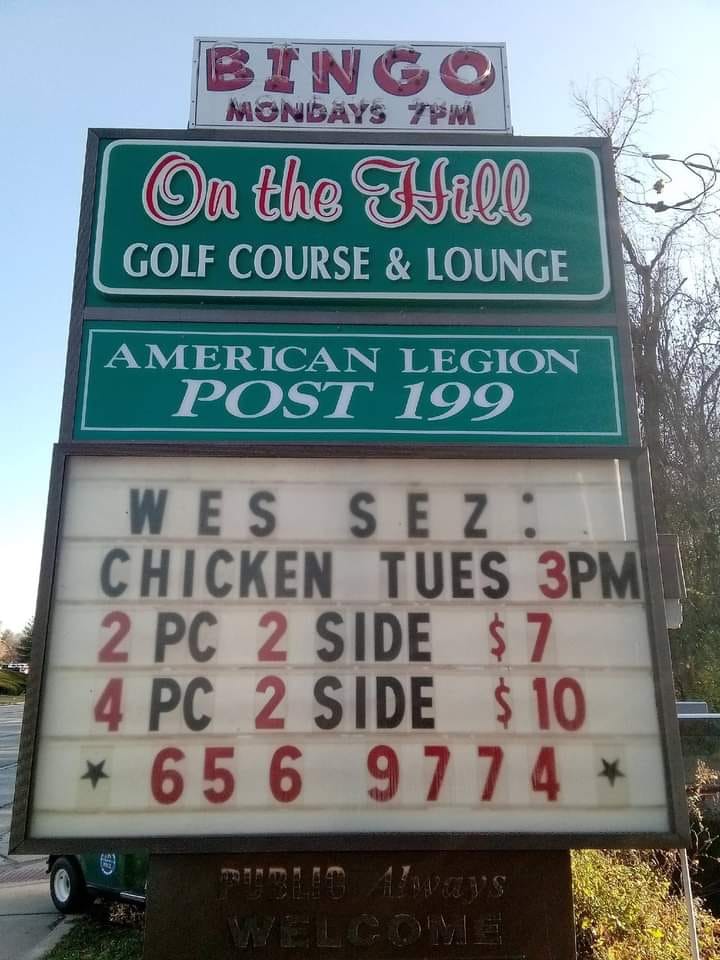 BINGO
MONDAYS 7PM
On the Hill
GOLF COURSE & LOUNGE
AMERICAN LEGION
POST 199
WES SEZ:
CHICKEN TUES 3PM
2 PC 2 SIDE $7
4 PC 2 SIDE $10
★ 656 9774 ★
PUBLIC Always
WELCOME